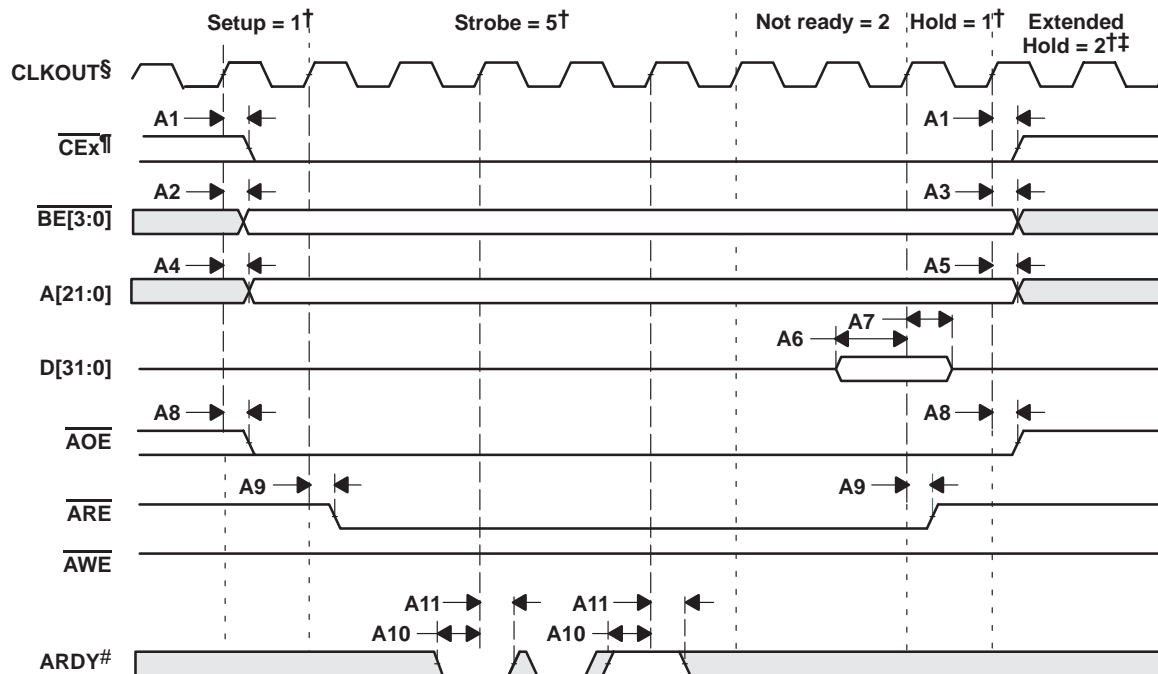 Setup = 1† Strobe = 5† Not ready = 2 Hold = 1† Extended
Hold = 2†‡
CLKOUT§
A1 A1
CEx¶
A2 A3
BE[3:0]
A4 A5
A[21:0]
A7
A6
D[31:0]
A8 A8
AOE
A9 A9
ARE
AWE
A11 A11
A10 A10
ARDY#